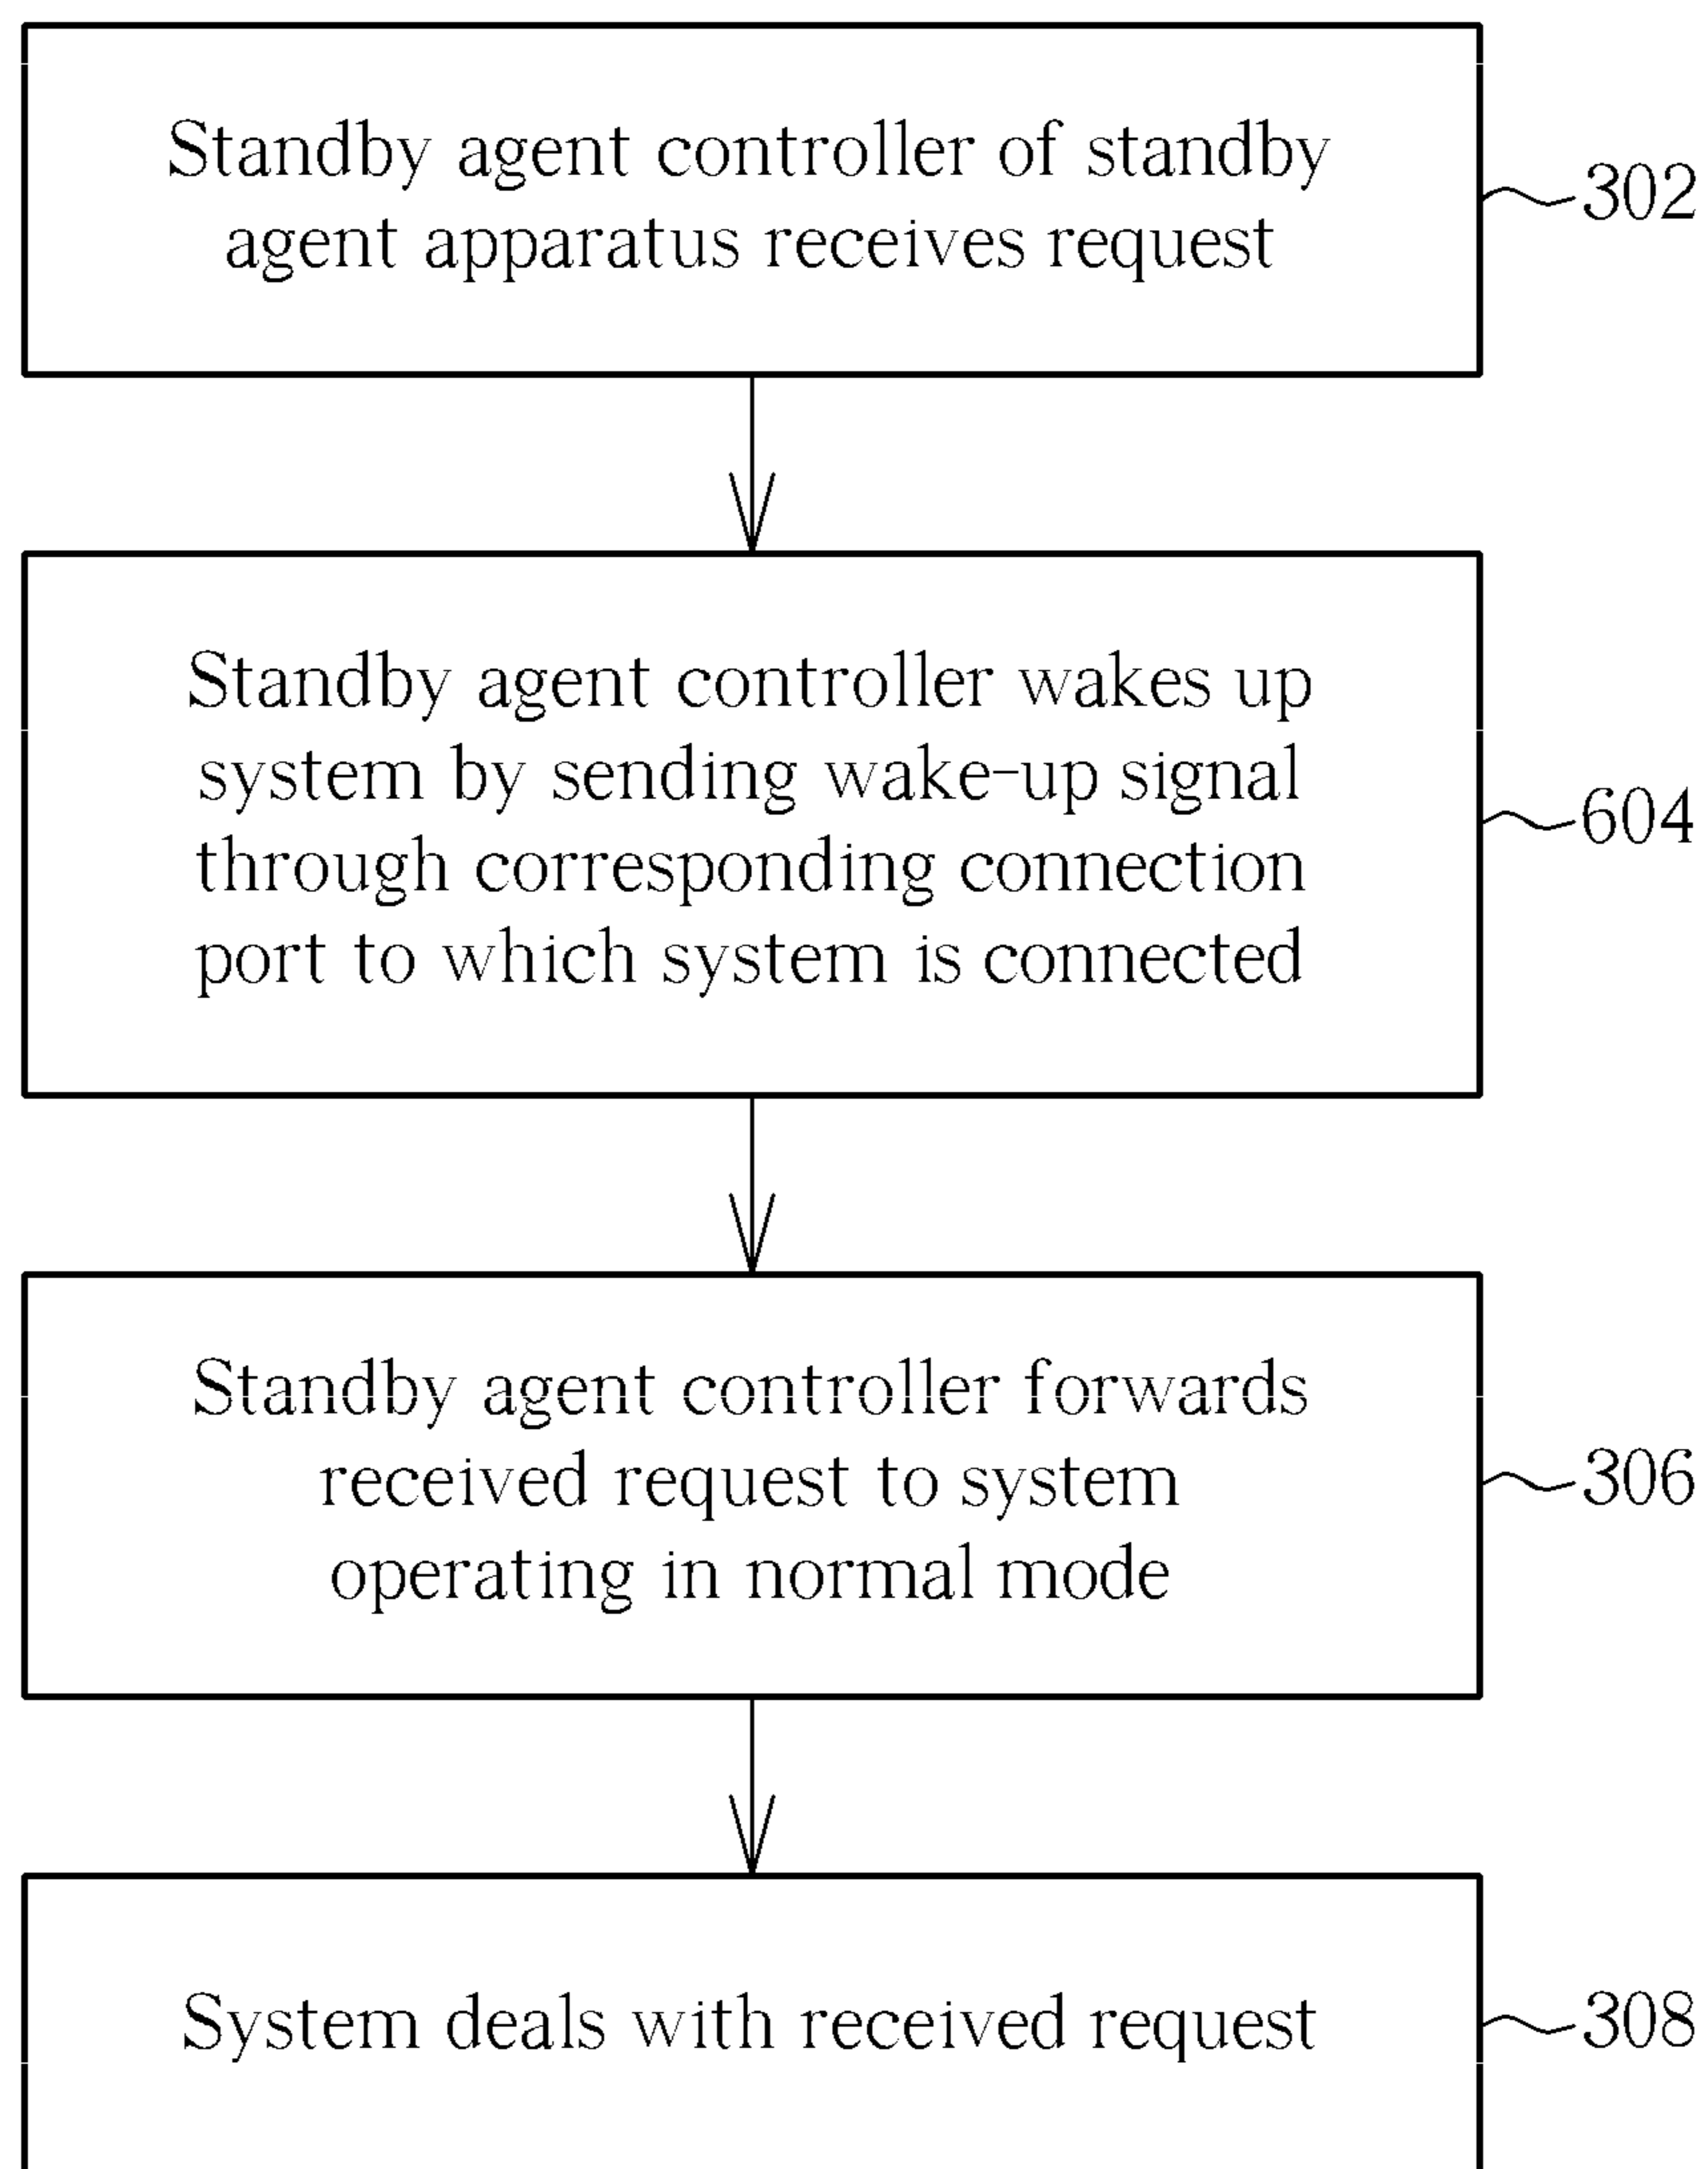 Standby agent controller of standby
agent apparatus receives request
302
Standby agent controller wakes up
system by sending wake-up signal
through corresponding connection
port to which system is connected
604
Standby agent controller forwards
received request to system
operating in normal mode
306
System deals with received request
308